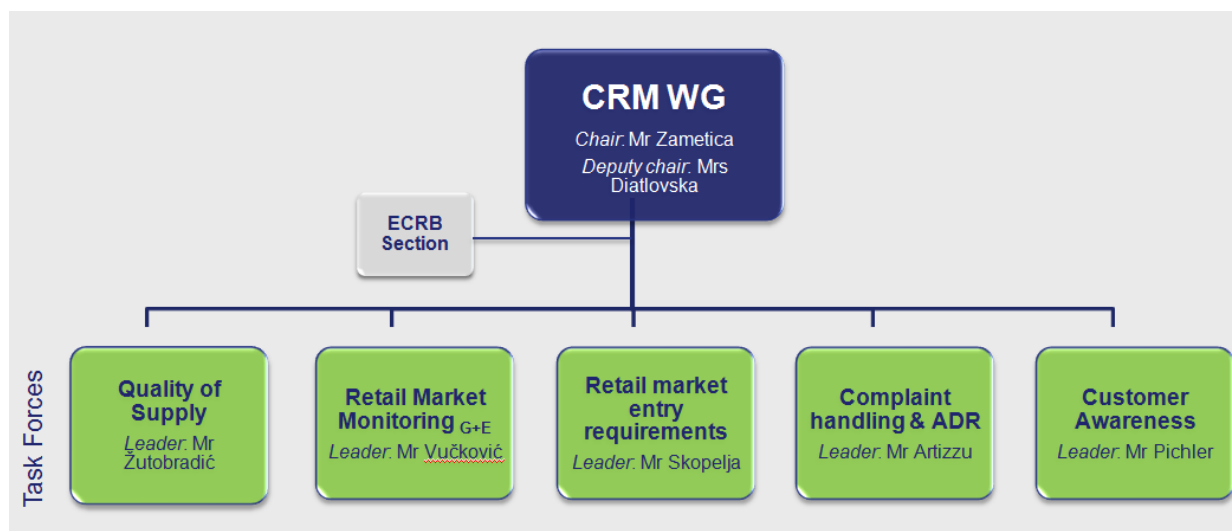 CRM WG
Chair: Mr Zametica
Deputy chair: Mrs
Diatlovska
ECRB
Section
Task Forces
Quality of
Supply
Leader: Mr
Žutobradić
Retail Market
Monitoring G+E
Leader: Mr Vučković
Retail market
entry
requirements
Leader: Mr Skopelja
Complaint
handling & ADR
Leader: Mr Artizzu
Customer
Awareness
Leader: Mr Pichler